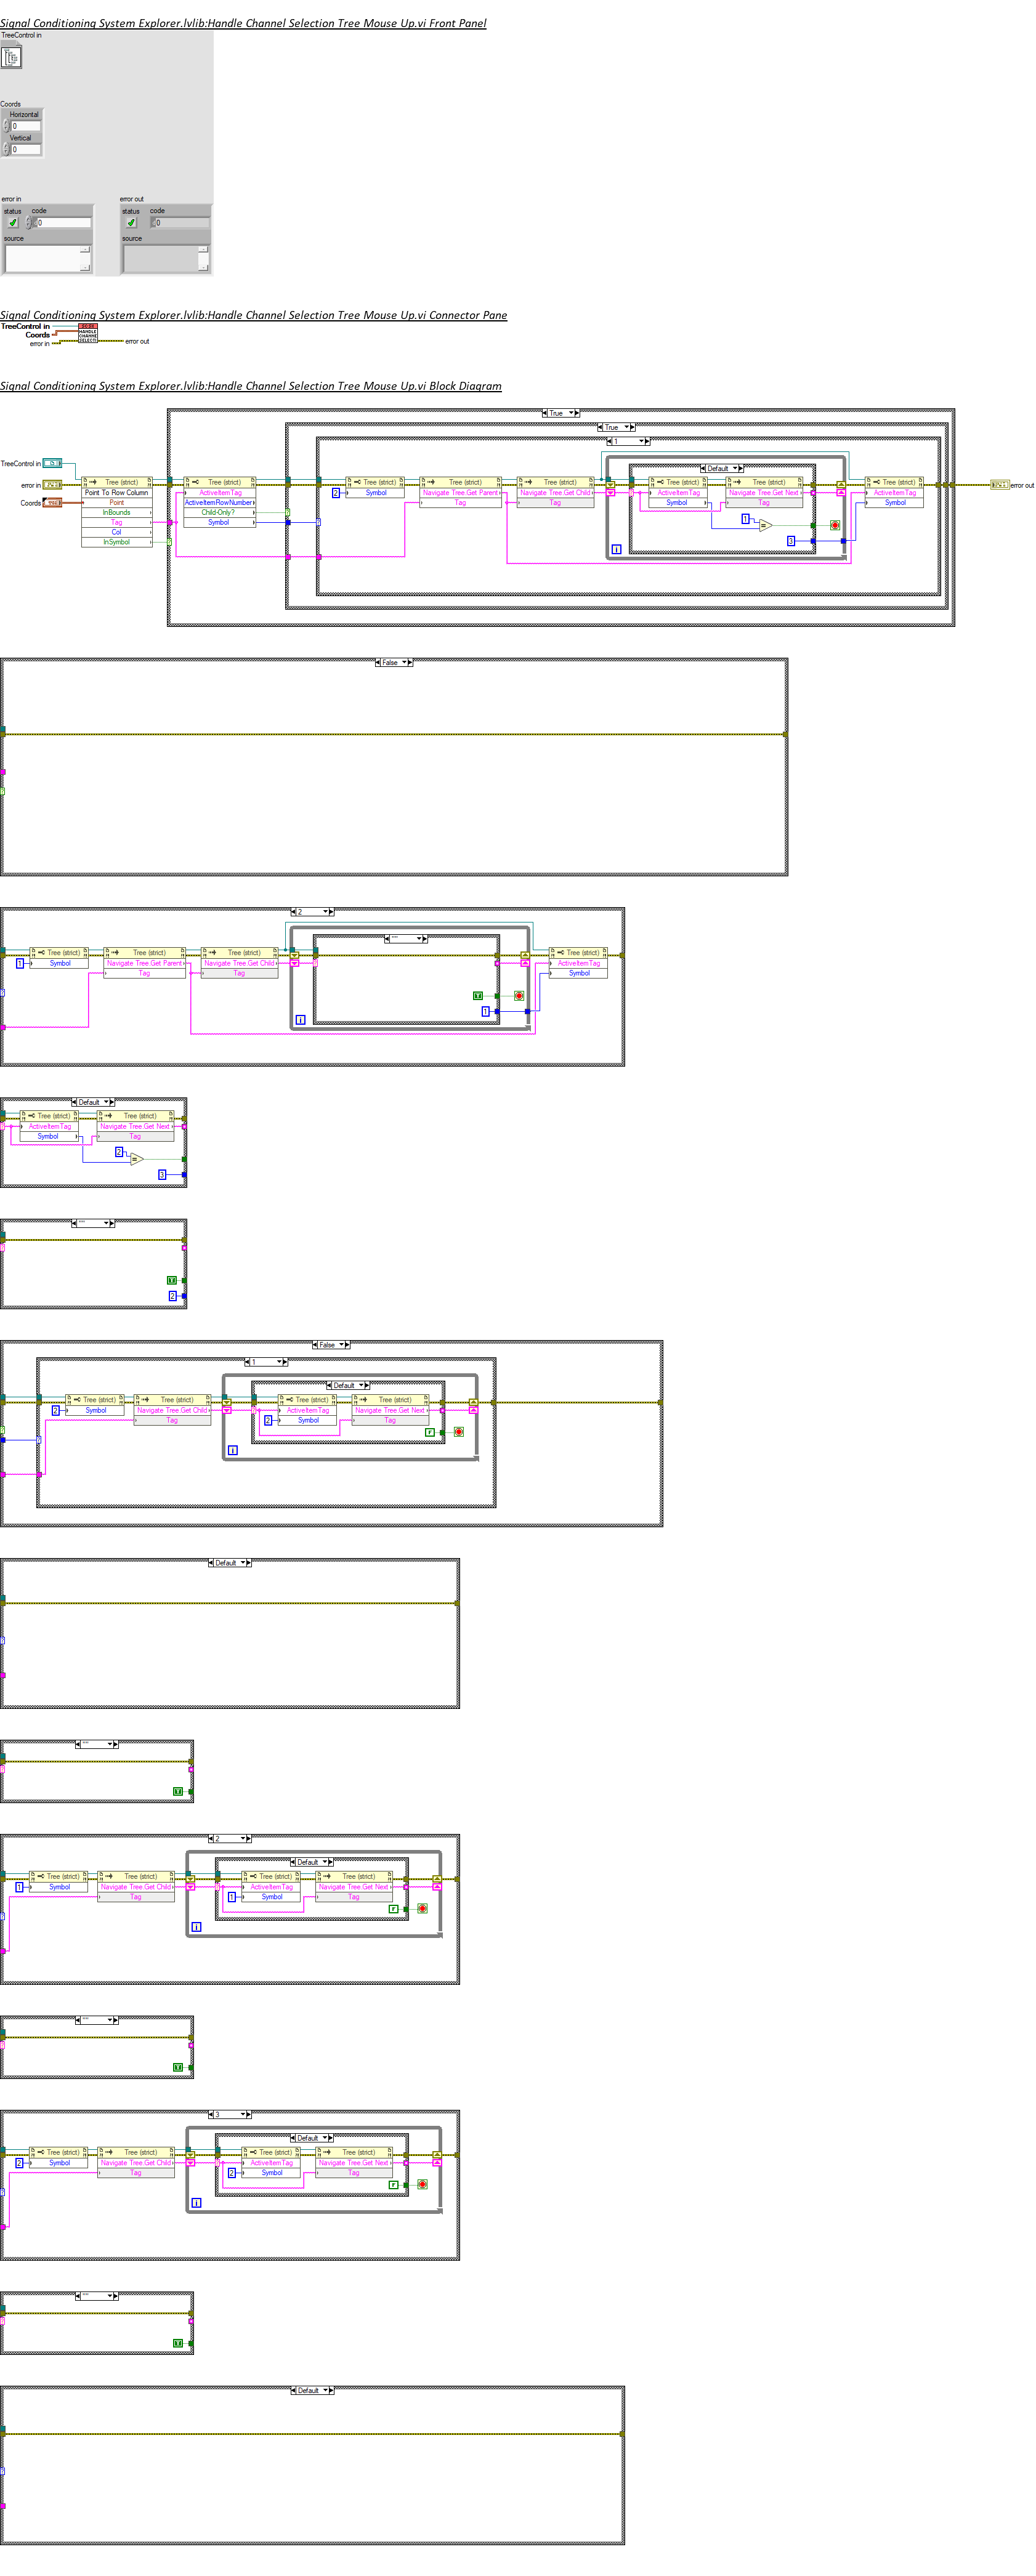 Signal Conditioning System Explorer.lvlib:Handle Channel Selection Tree Mouse Up.vi Front Panel
TreeControl in
Coords
Horizontal
0
Vertical
0
error in
error out
status code
0
status code
0
source
source
Signal Conditioning System Explorer.lvlib:Handle Channel Selection Tree Mouse Up.vi Connector Pane
TreeControl in
Coords
error in
HANDLE
CHANNE
SELECTI
error out
Signal Conditioning System Explorer.lvlib:Handle Channel Selection Tree Mouse Up.vi Block Diagram
True
True
1
Default
TreeControl in
error in
Coords
Tree (strict)
Point To Row Column
Point
InBounds
Tag
Col
InSymbol
Tree (strict)
ActiveItemTag
ActiveItemRowNumber
Child-Only?
Symbol
2
Tree (strict)
Symbol
Tree (strict)
Navigate Tree.Get Parent
Tag
Tree (strict)
Navigate Tree.Get Child
Tag
Tree (strict)
ActiveItemTag
Symbol
Tree (strict)
Navigate Tree.Get Next
Tag
1
=
3
i
Tree (strict)
ActiveItemTag
Symbol
error out
False
2
""
1
Tree (strict)
Symbol
Tree (strict)
Navigate Tree.Get Parent
Tag
Tree (strict)
Navigate Tree.Get Child
Tag
T
1
i
Tree (strict)
ActiveItemTag
Symbol
Default
Tree (strict)
ActiveItemTag
Symbol
Tree (strict)
Navigate Tree.Get Next
Tag
2
=
3
""
T
2
False
1
Default
2
Tree (strict)
Symbol
Tree (strict)
Navigate Tree.Get Child
Tag
Tree (strict)
ActiveItemTag
2
Symbol
Tree (strict)
Navigate Tree.Get Next
Tag
F
i
Default
""
T
2
Default
1
Tree (strict)
Symbol
Tree (strict)
Navigate Tree.Get Child
Tag
Tree (strict)
ActiveItemTag
1
Symbol
Tree (strict)
Navigate Tree.Get Next
Tag
F
i
""
T
3
Default
2
Tree (strict)
Symbol
Tree (strict)
Navigate Tree.Get Child
Tag
Tree (strict)
ActiveItemTag
2
Symbol
Tree (strict)
Navigate Tree.Get Next
Tag
F
i
""
T
Default